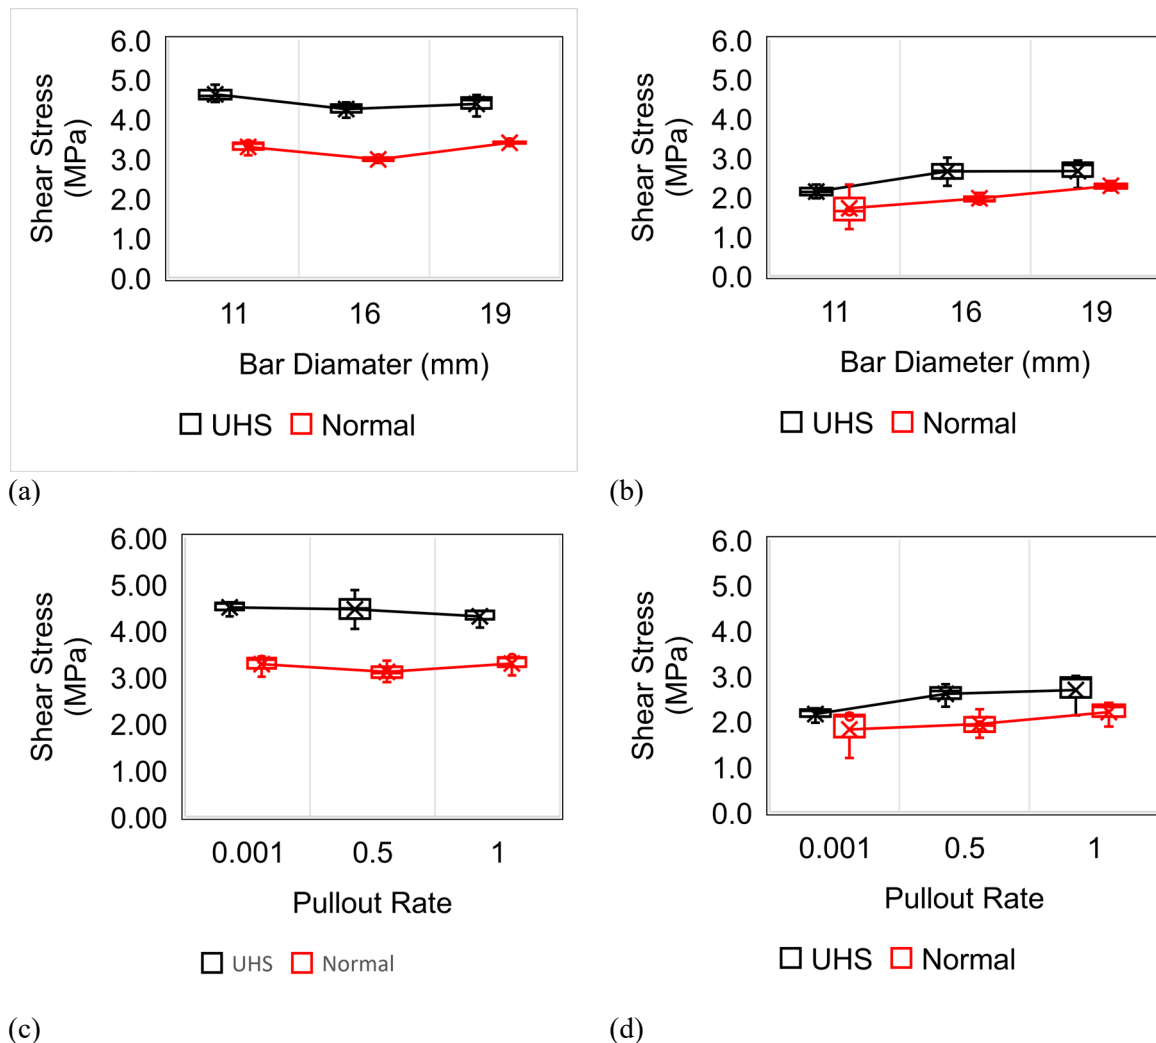 6.0
5.0
4.0
3.0
2.0
1.0
0.0
Shear Stress
(MPa)
11 16 19
Bar Diamater (mm)
UHS Normal
(a)
6.0
5.0
4.0
3.0
2.0
1.0
0.0
Shear Stress
(MPa)
11 16 19
Bar Diameter (mm)
UHS Normal
(b)
6.00
5.00
4.00
3.00
2.00
1.00
0.00
Shear Stress
(MPa)
0.001 0.5 1
Pullout Rate
UHS Normal
(c)
6.0
5.0
4.0
3.0
2.0
1.0
0.0
Shear Stress
(MPa)
0.001 0.5 1
Pullout Rate
UHS Normal
(d)